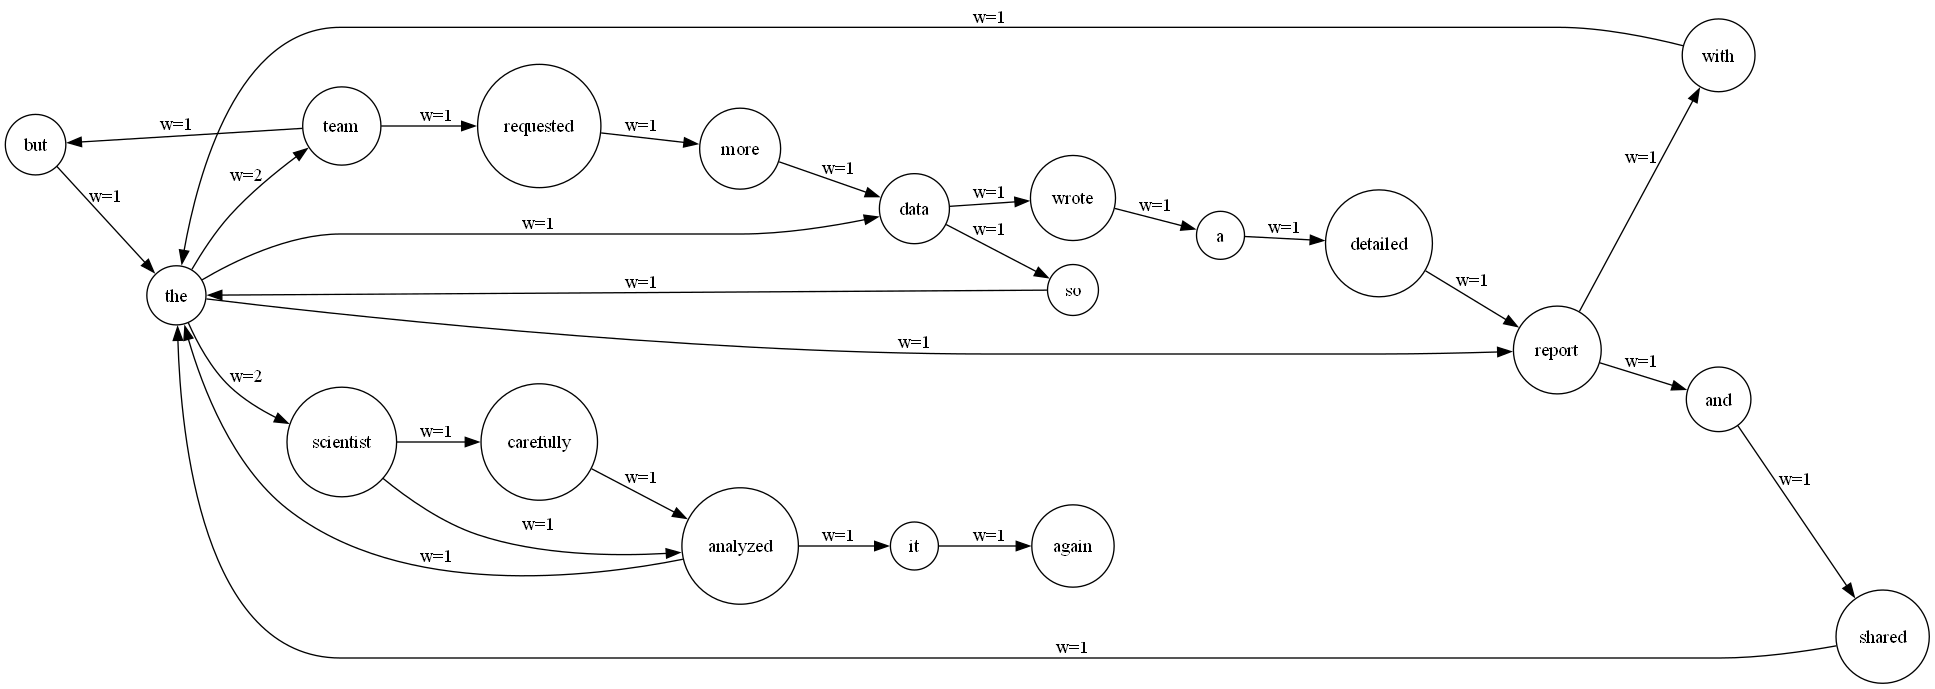 w=1
with
team
w=1
requested
w=1
more
w=1
but
w=1
w=1
w=2
w=1
data
w=1
wrote
w=1
a
w=1
detailed
w=1
w=1
w=1
the
w=1
so
w=1
report
w=1
and
w=1
w=2
scientist
w=1
carefully
w=1
w=1
w=1
analyzed
w=1
it
w=1
again
shared
w=1